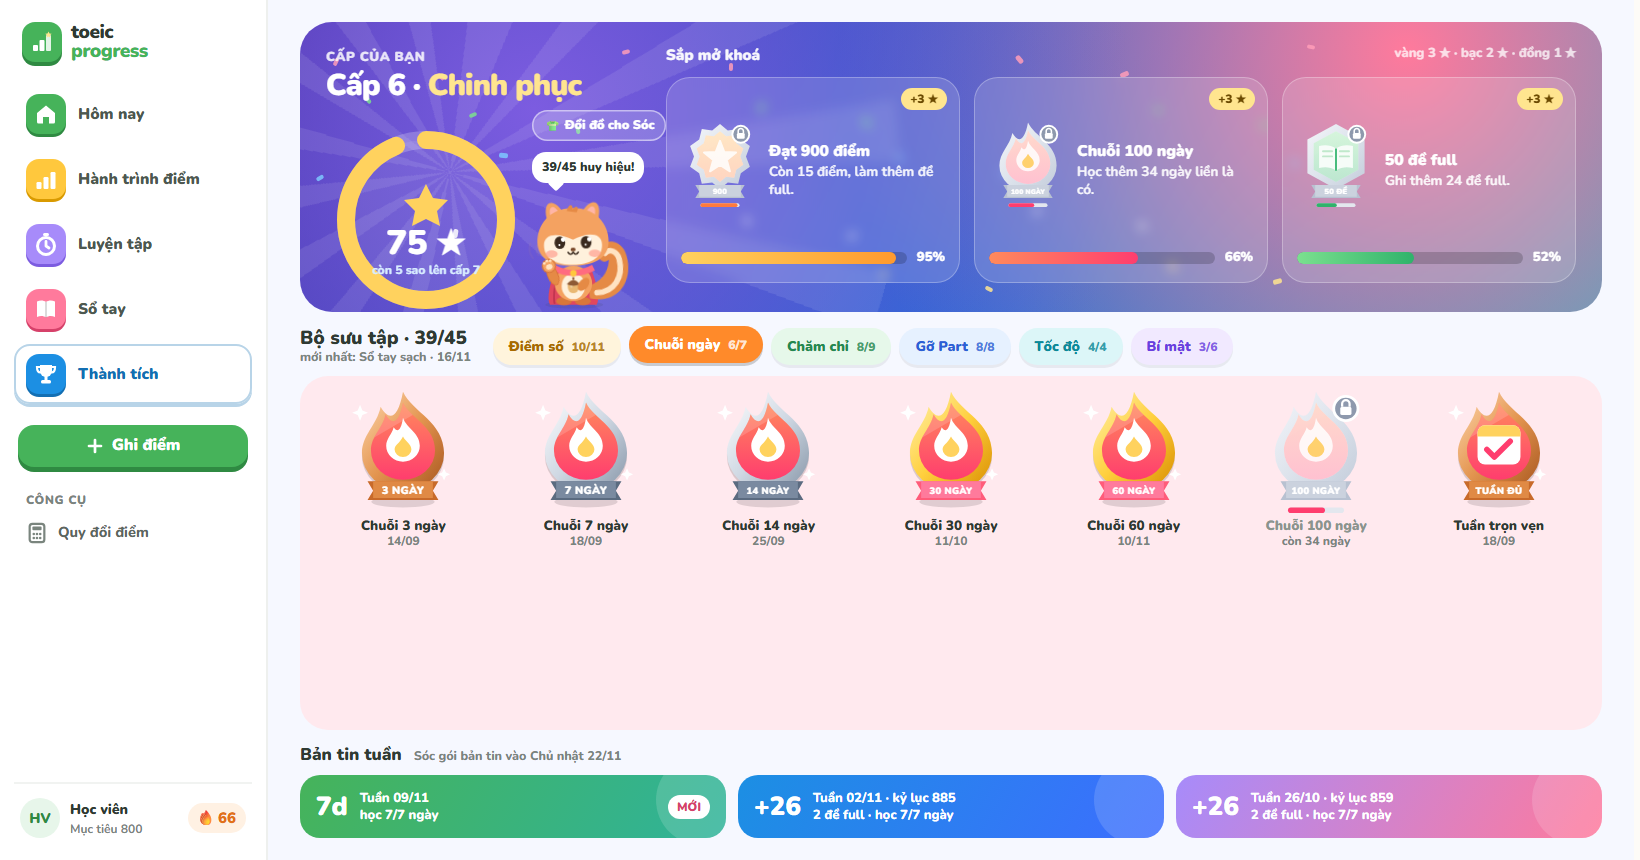 toeic
progress
Hôm nay
Hành trình điểm
Luyện tập
Sổ tay
Thành tích
+ Ghi điểm
CÔNG CỤ
Quy đổi điểm
HV
Học viên
Mục tiêu 800
66
CẤP CỦA BẠN
Cấp 6 · Chinh phục
Đổi đồ cho Sóc
39/45 huy hiệu!
75 ★
còn 5 sao lên cấp 7
Sắp mở khoá
vàng 3 ★ · bạc 2 ★ · đồng 1 ★
+3 ★
900
Đạt 900 điểm
Còn 15 điểm, làm thêm đề
full.
95%
+3 ★
100 NGÀY
Chuỗi 100 ngày
Học thêm 34 ngày liền là
có.
66%
+3 ★
50 ĐỀ
50 đề full
Ghi thêm 24 đề full.
52%
Bộ sưu tập · 39/45
mới nhất: Sổ tay sạch · 16/11
Điểm số 10/11
Chuỗi ngày 6/7
Chăm chỉ 8/9
Gỡ Part 8/8
Tốc độ 4/4
Bí mật 3/6
3 NGÀY
Chuỗi 3 ngày
14/09
7 NGÀY
Chuỗi 7 ngày
18/09
14 NGÀY
Chuỗi 14 ngày
25/09
30 NGÀY
Chuỗi 30 ngày
11/10
60 NGÀY
Chuỗi 60 ngày
10/11
100 NGÀY
Chuỗi 100 ngày
còn 34 ngày
TUẦN ĐỦ
Tuần trọn vẹn
18/09
Bản tin tuần
Sóc gói bản tin vào Chủ nhật 22/11
7d
Tuần 09/11
học 7/7 ngày
MỚI
+26
Tuần 02/11 · kỷ lục 885
2 đề full · học 7/7 ngày
+26
Tuần 26/10 · kỷ lục 859
2 đề full · học 7/7 ngày